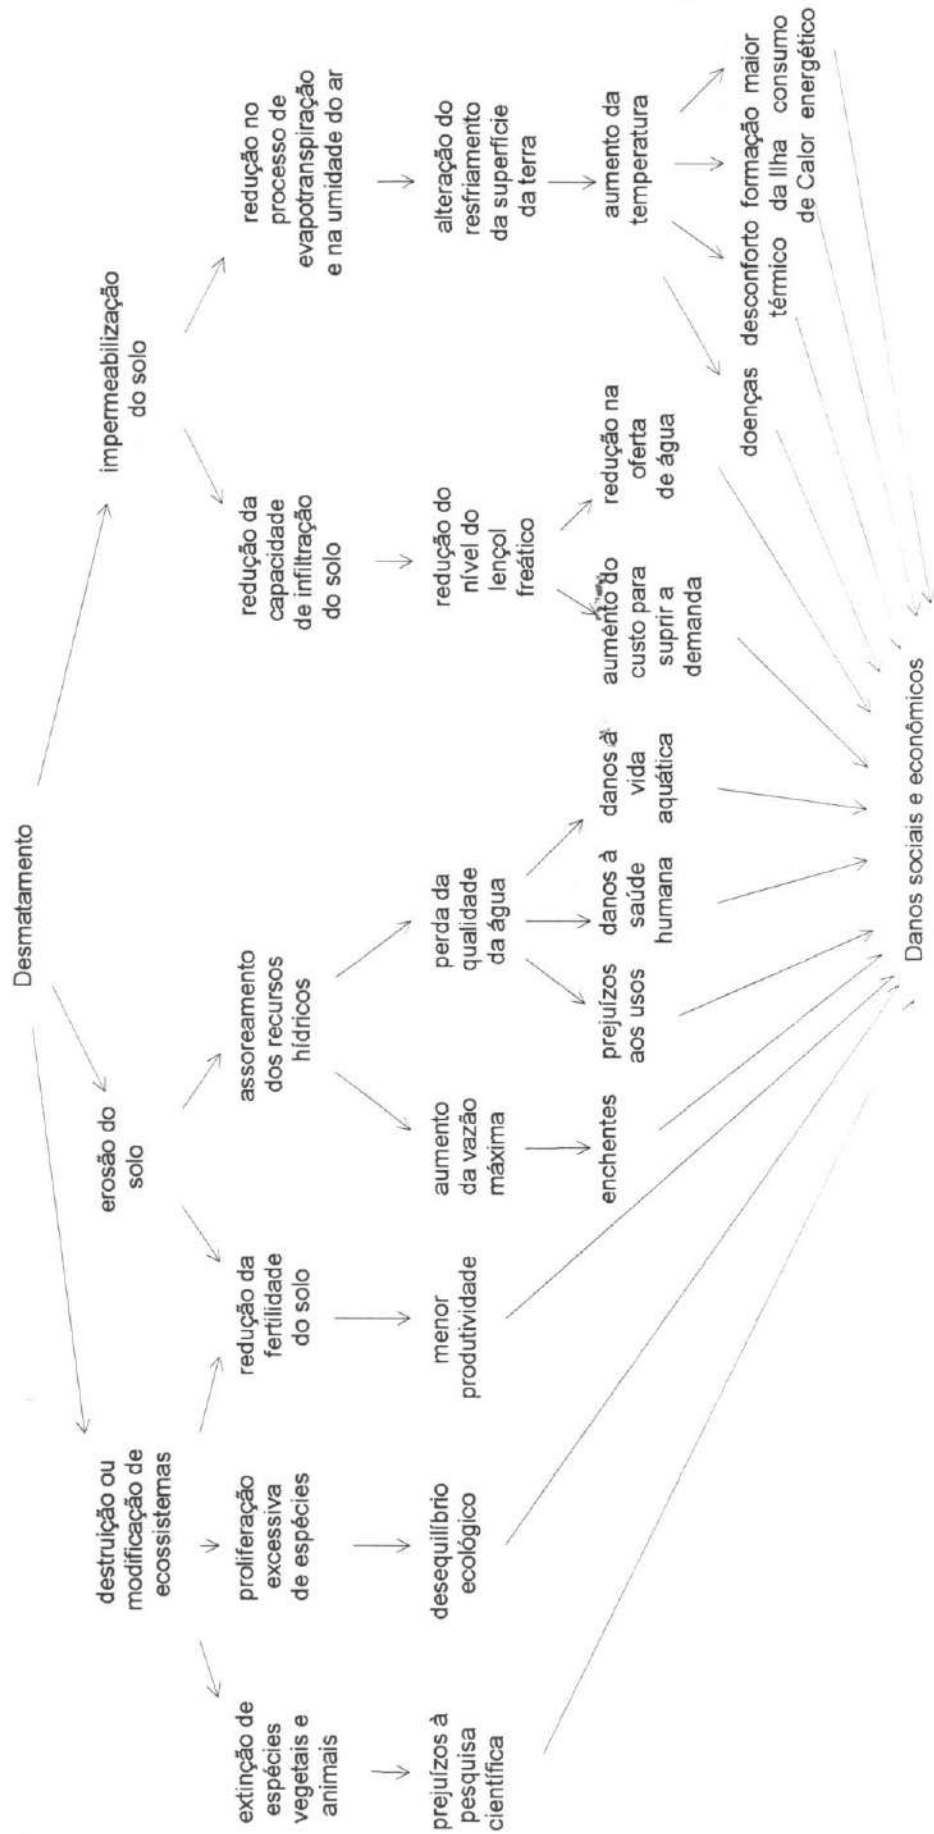 Desmatamento
destruição ou
modificação de
ecossistemas
erosão do
solo
impermeabilização
do solo
extinção de
espécies
vegetais e
animais
proliferação
excessiva
de espécies
redução da
fertilidade
do solo
assoreamento
dos recursos
hídricos
redução da
capacidade
de infiltração
do solo
redução no
processo de
evapotranspiração
e na umidade do ar
prejuízos à
pesquisa
científica
desequilíbrio
ecológico
menor
produtividade
aumento
da vazão
máxima
perda da
qualidade
da água
redução do
nível do
lençol
freático
alteração do
resfriamento
da superfície
da terra
enchentes
prejuízos
aos usos
danos à
saúde
humana
danos à
vida
aquática
aumento do
custo para
suprir a
demanda
redução na
oferta
de água
aumento da
temperatura
doenças
desconforto
térmico
formação
da Ilha
de Calor
maior
consumo
energético
Danos sociais e econômicos